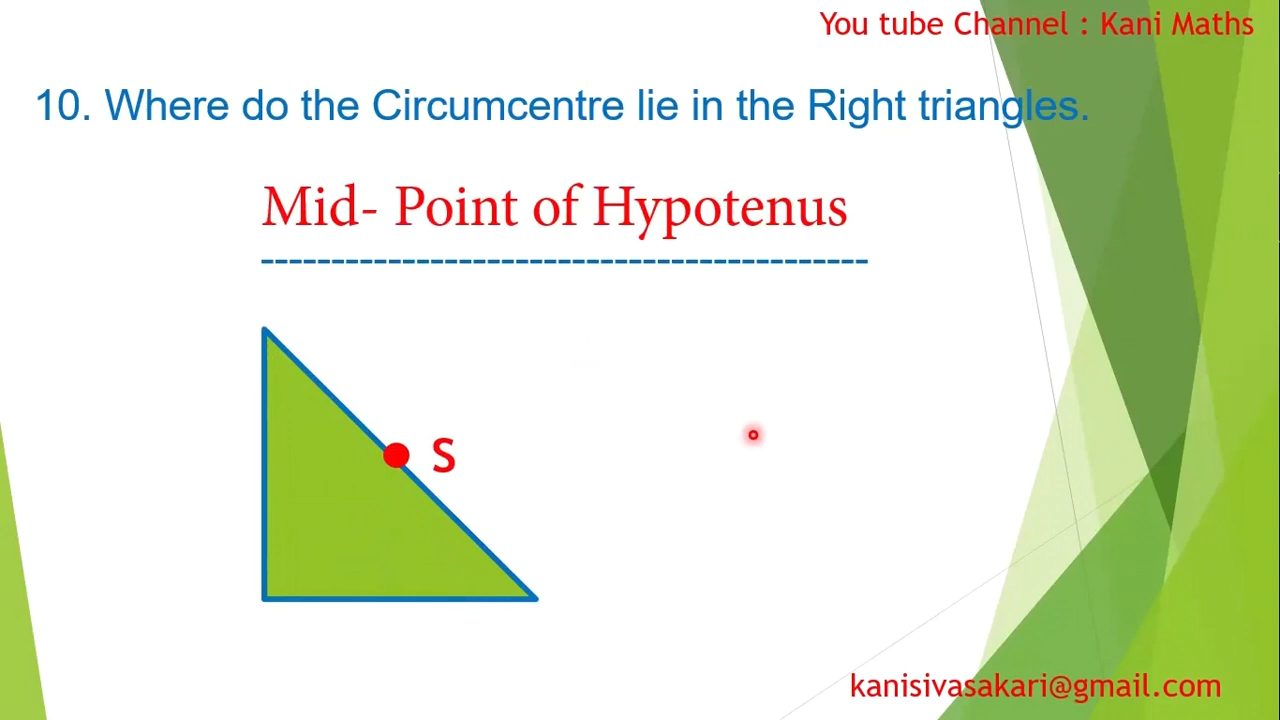 You tube Channel : Kani Maths
10. Where do the Circumcentre lie in the Right triangles.
Mid- Point of Hypotenus
-------------------------------------------
S
kanisivasakari@gmail.com